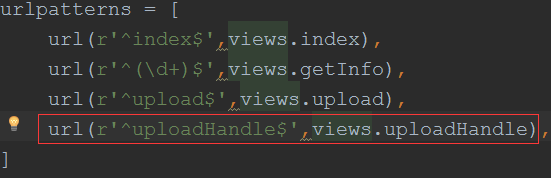 urlpatterns = [
    url(r'^index$',views.index),
    url(r'^(\d+)$',views.getInfo),
    url(r'^upload$',views.upload),
    url(r'^uploadHandle$',views.uploadHandle),
]